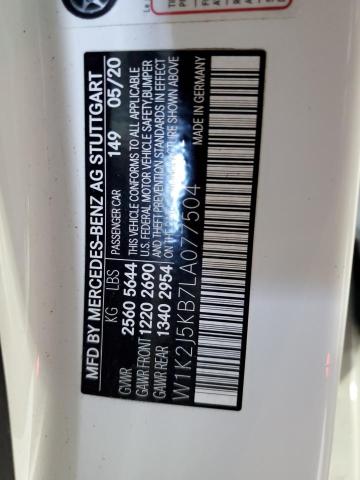 MFD BY MERCEDES-BENZ AG STUTTGART
KG LBS PASSENGER CAR 149 05/20
GVWR 2560 5644 THIS VEHICLE CONFORMS TO ALL APPLICABLE
GAWR FRONT 1220 2690 U.S. FEDERAL MOTOR VEHICLE SAFETY, BUMPER
GAWR REAR 1340 2954 AND THEFT PREVENTION STANDARDS IN EFFECT
ON THE OF MANUFACTURE SHOWN ABOVE
W1K2J5KB7LA077504 MADE IN GERMANY